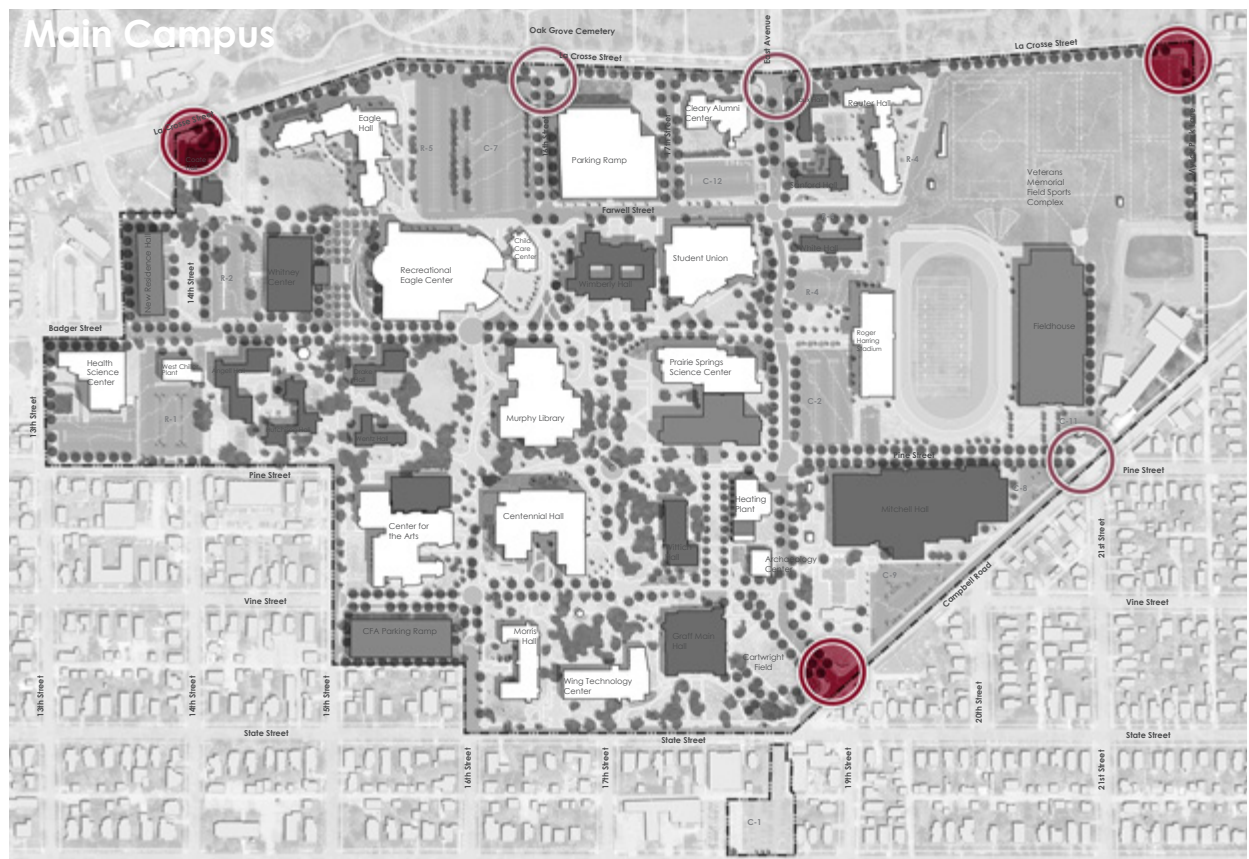 Main Campus
Oak Grove Cemetery
La Crosse Street
East Avenue
La Crosse Street
La Crosse Street
Eagle
Hall
R-5
C-7
16th Street
Parking Ramp
17th Street
Cleary Alumni
Center
C-12
Reuter Hall
R-4
Veterans
Memorial
Field Sports
Complex
Farwell Street
New Residence Hall
14th Street
R-2
Whitney
Center
Recreational
Eagle Center
Child
Care
Center
Wimberly Hall
Student Union
R-4
Roger
Harring
Stadium
Fieldhouse
Badger Street
Health
Science
Center
West Chiller
Plant
R-1
13th Street
Murphy Library
Prairie Springs
Science Center
C-2
C-11
Pine Street
Pine Street
Pine Street
Center for
the Arts
Centennial Hall
Heating
Plant
Archaeology
Center
Mitchell Hall
C-8
C-9
Campbell Road
21st Street
Vine Street
Vine Street
CFA Parking Ramp
Morris
Hall
Wing Technology
Center
Graff Main
Hall
Cartwright
Field
13th Street
14th Street
15th Street
20th Street
State Street
State Street
State Street
16th Street
17th Street
19th Street
21st Street
C-1